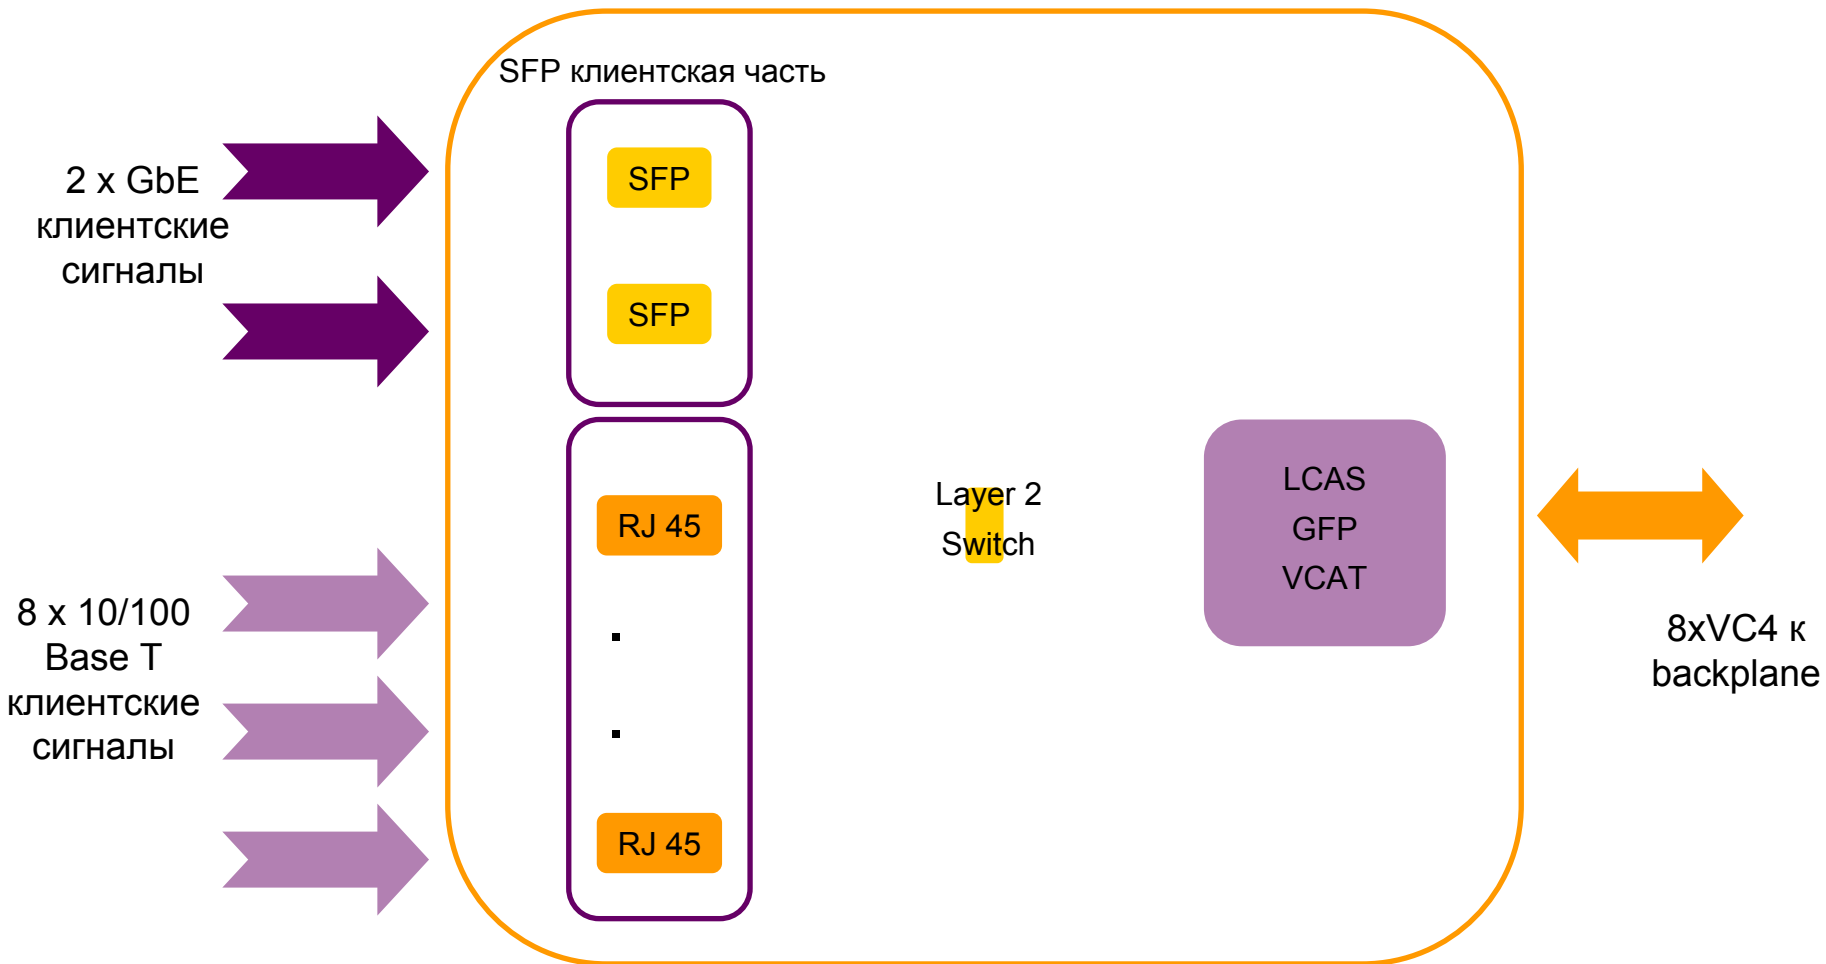 SFP клиентская часть
2 x GbE
клиентские
сигналы
SFP
SFP
8 x 10/100
Base T
клиентские
сигналы
RJ 45
RJ 45
Layer 2
Switch
LCAS
GFP
VCAT
8xVC4 к
backplane